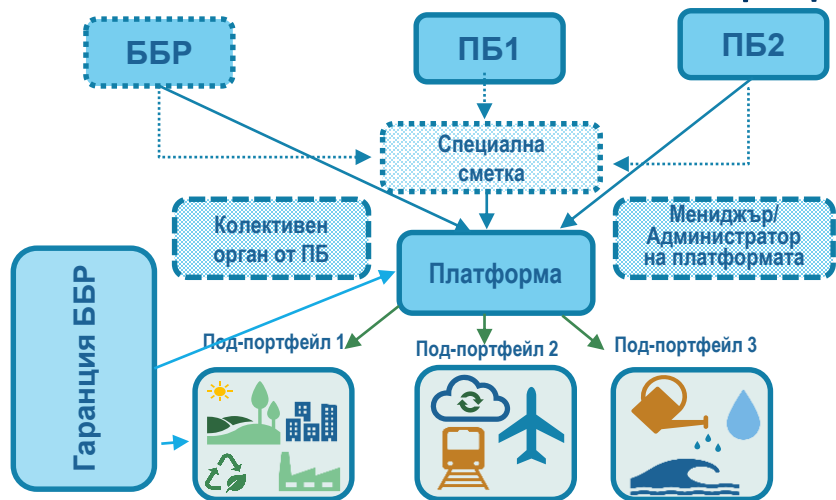 ББР
ПБ1
ПБ2
Специална
сметка
Колективен
орган от ПБ
Мениджър/
Администратор
на платформата
Платформа
Гаранция ББР
Под-портфейл 1
Под-портфейл 2
Под-портфейл 3